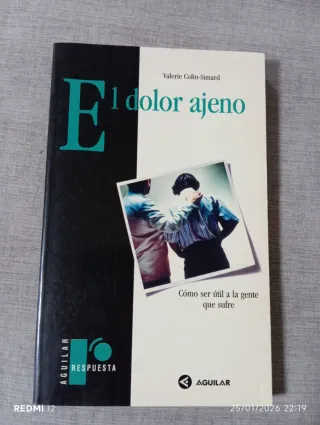 Valerie Colin-Simard
El dolor ajeno
Cómo ser útil a la gente
que sufre
AGUILAR
r
RESPUESTA
AGUILAR
REDMI 12
25/01/2026 22:19